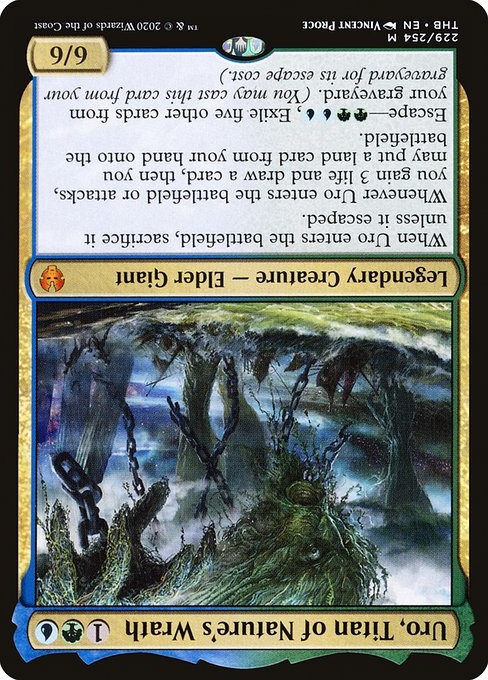 Uro, Titan of Nature's Wrath 1
Legendary Creature — Elder Giant
When Uro enters the battlefield, sacrifice it
unless it escaped.
Whenever Uro enters the battlefield or attacks,
you gain 3 life and draw a card, then you
may put a land card from your hand onto the
battlefield.
Escape—, Exile five other cards from
your graveyard. (You may cast this card from your
graveyard for its escape cost.)
6/6
229/254 M
THB • EN VINCENT PROCE
™ & © 2020 Wizards of the Coast